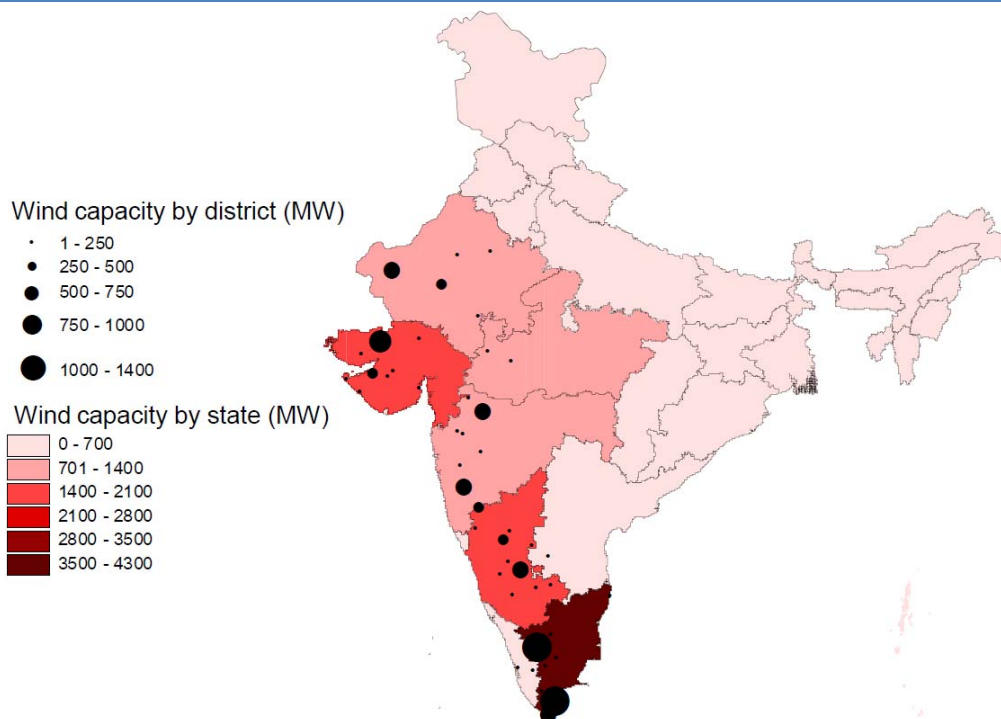 Wind capacity by district (MW)
1 - 250
250 - 500
500 - 750
750 - 1000
1000 - 1400
Wind capacity by state (MW)
0 - 700
701 - 1400
1400 - 2100
2100 - 2800
2800 - 3500
3500 - 4300